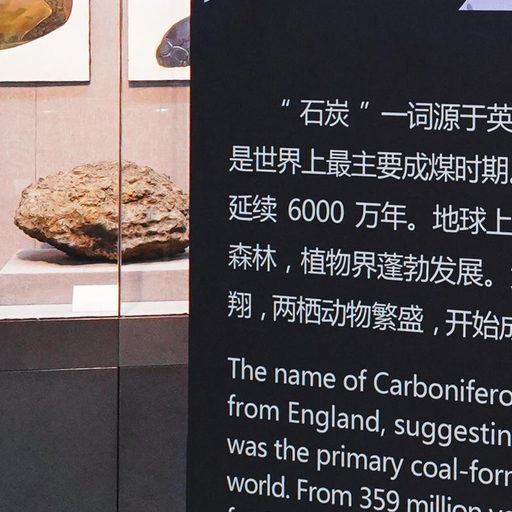 “石炭”一词源于英
是世界上最主要成煤时期
延续 6000 万年。地球上
森林，植物界蓬勃发展。
翔，两栖动物繁盛，开始成
The name of Carbonifero
from England, suggestin
was the primary coal-for
world. From 359 million